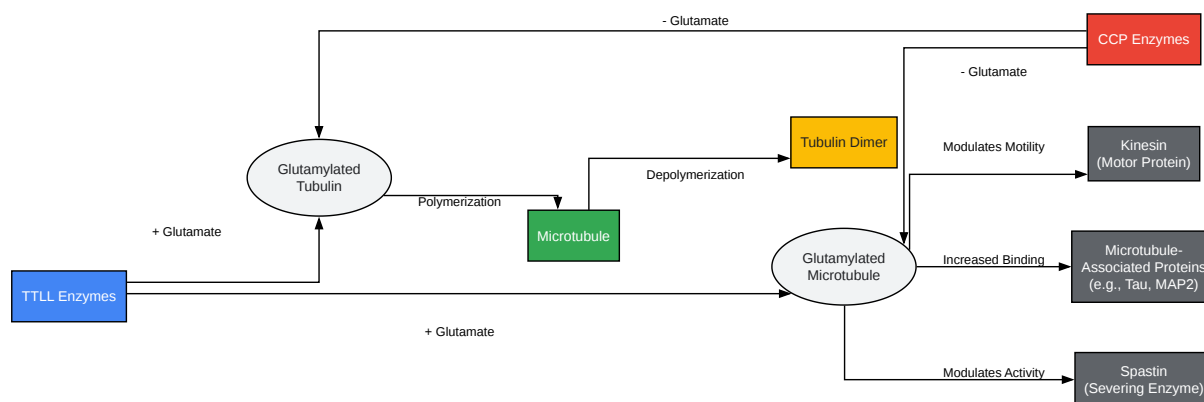 - Glutamate
CCP Enzymes
- Glutamate
Tubulin Dimer
Kinesin
(Motor Protein)
Modulates Motility
Glutamylated
Tubulin
Depolymerization
Polymerization
Microtubule
+ Glutamate
Glutamylated
Microtubule
Increased Binding
Microtubule-
Associated Proteins
(e.g., Tau, MAP2)
TTLL Enzymes
+ Glutamate
Modulates Activity
Spastin
(Severing Enzyme)